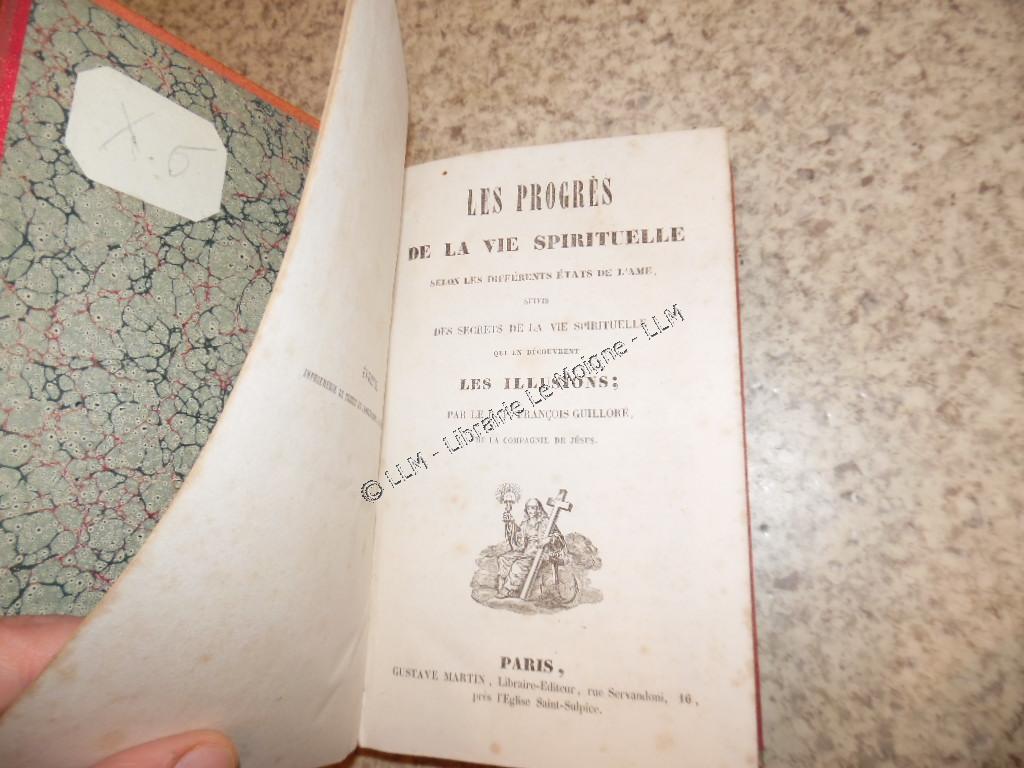 X. 6
LES PROGRÈS
DE LA VIE SPIRITUELLE
SELON LES DIFFÉRENTS ÉTATS DE L'AME,
SUIVIS
DES SECRETS DE LA VIE SPIRITUELLE
QUI EN DÉCOUVRENT
LES ILLUSIONS;
PAR LE FRANÇOIS GUILLORÉ,
DE LA COMPAGNIE DE JÉSUS.
PARIS,
GUSTAVE MARTIN, Libraire-Editeur, rue Servandoni, 16,
près l'Eglise Saint-Sulpice.
© LLM - Librairie Le Moigne - LLM